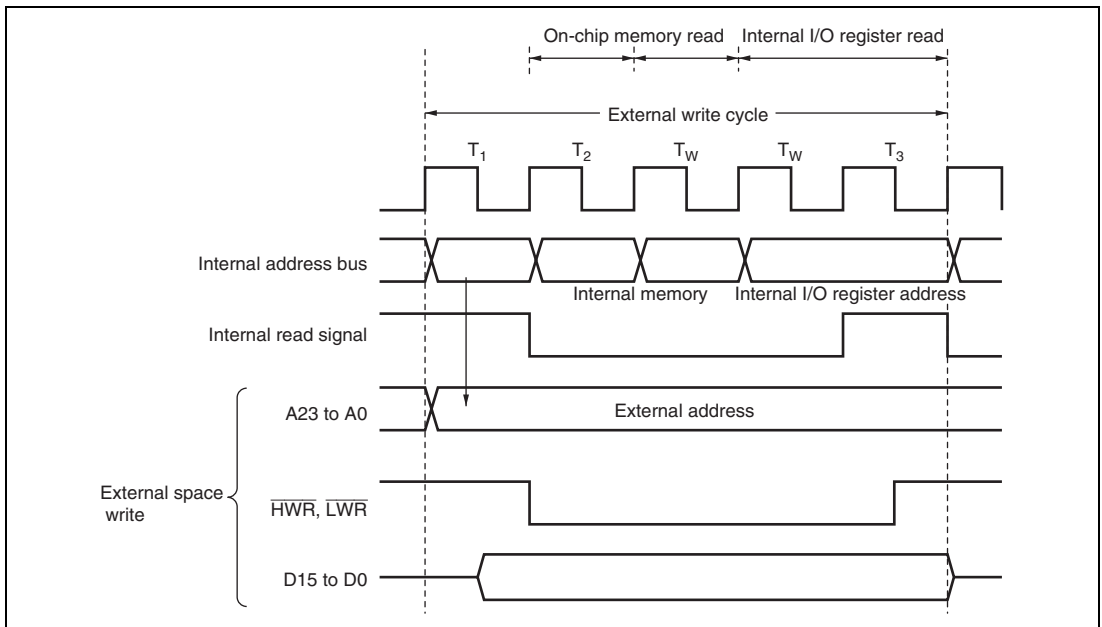 On-chip memory read Internal I/O register read
External write cycle
T1 T2 TW TW T3
Internal address bus
Internal memory Internal I/O register address
Internal read signal
A23 to A0 External address
External space
write
HWR, LWR
D15 to D0